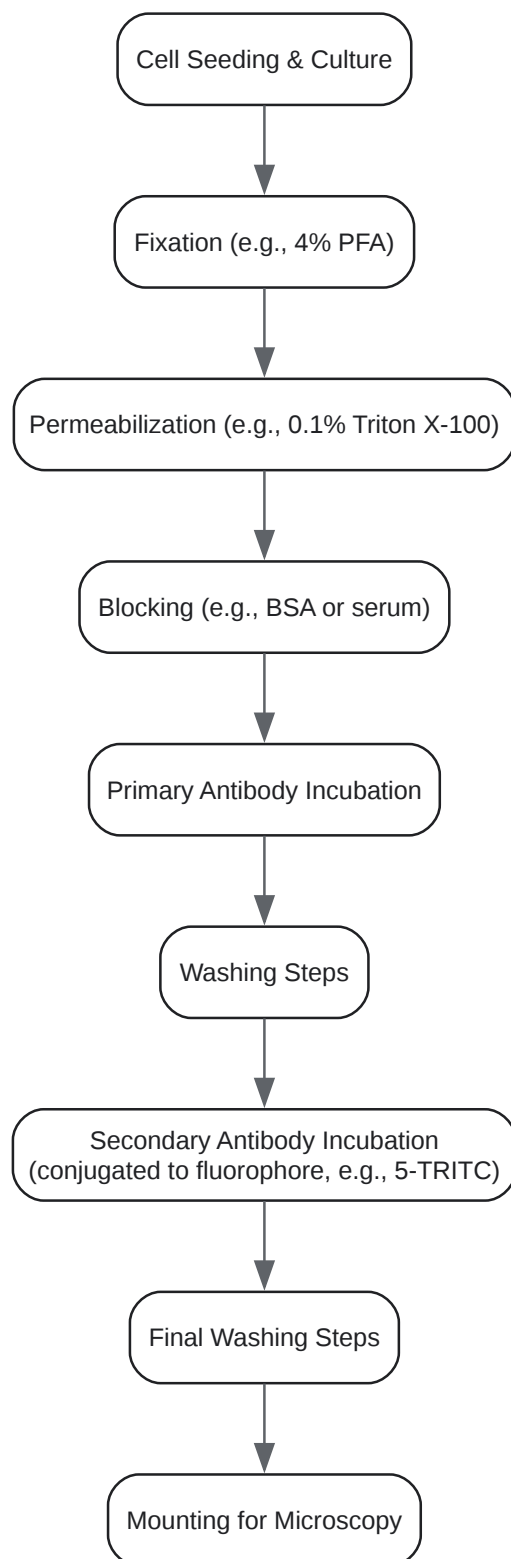 Cell Seeding & Culture
Fixation (e.g., 4% PFA)
Permeabilization (e.g., 0.1% Triton X-100)
Blocking (e.g., BSA or serum)
Primary Antibody Incubation
Washing Steps
Secondary Antibody Incubation
(conjugated to fluorophore, e.g., 5-TRITC)
Final Washing Steps
Mounting for Microscopy